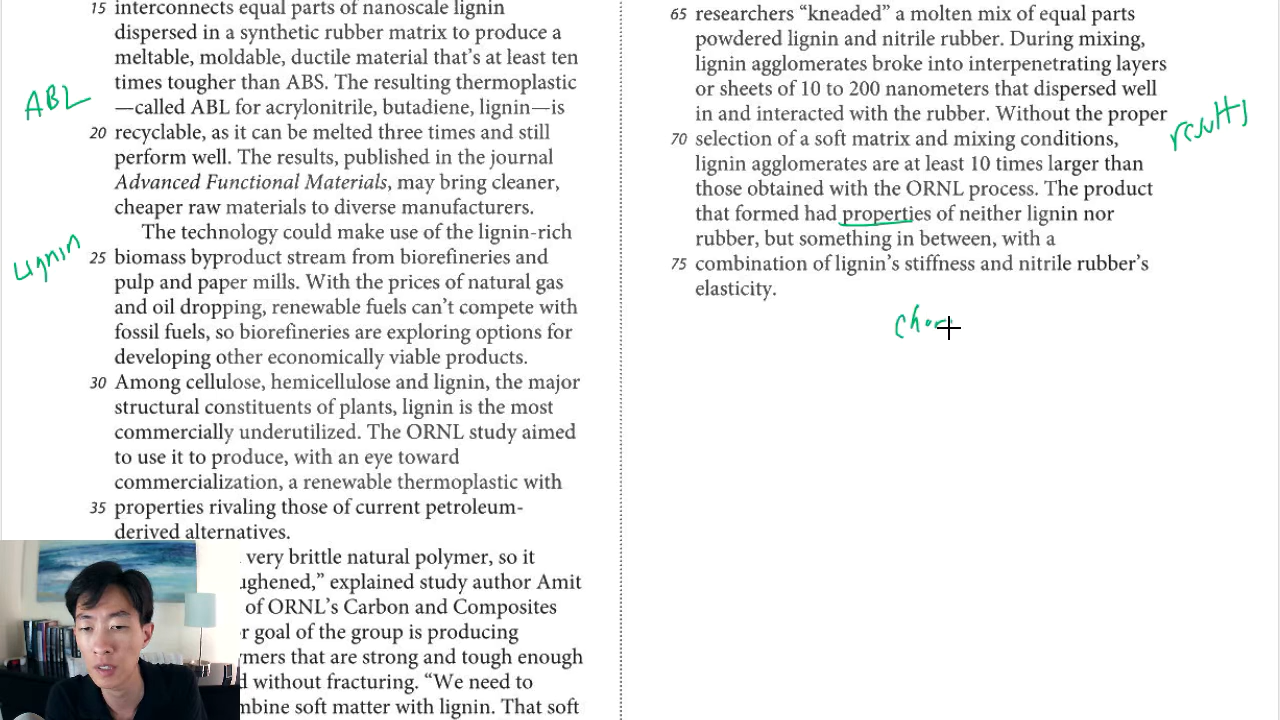 15 interconnects equal parts of nanoscale lignin
dispersed in a synthetic rubber matrix to produce a
meltable, moldable, ductile material that's at least ten
times tougher than ABS. The resulting thermoplastic
ABL
—called ABL for acrylonitrile, butadiene, lignin—is
20 recyclable, as it can be melted three times and still
perform well. The results, published in the journal
Advanced Functional Materials, may bring cleaner,
cheaper raw materials to diverse manufacturers.
The technology could make use of the lignin-rich
Lignin
25 biomass byproduct stream from biorefineries and
pulp and paper mills. With the prices of natural gas
and oil dropping, renewable fuels can't compete with
fossil fuels, so biorefineries are exploring options for
developing other economically viable products.
30 Among cellulose, hemicellulose and lignin, the major
structural constituents of plants, lignin is the most
commercially underutilized. The ORNL study aimed
to use it to produce, with an eye toward
commercialization, a renewable thermoplastic with
35 properties rivaling those of current petroleum-
derived alternatives.
very brittle natural polymer, so it
ughened,” explained study author Amit
of ORNL's Carbon and Composites
r goal of the group is producing
mers that are strong and tough enough
d without fracturing. “We need to
mbine soft matter with lignin. That soft
65 researchers “kneaded” a molten mix of equal parts
powdered lignin and nitrile rubber. During mixing,
lignin agglomerates broke into interpenetrating layers
or sheets of 10 to 200 nanometers that dispersed well
in and interacted with the rubber. Without the proper
results
70 selection of a soft matrix and mixing conditions,
lignin agglomerates are at least 10 times larger than
those obtained with the ORNL process. The product
that formed had properties of neither lignin nor
rubber, but something in between, with a
75 combination of lignin's stiffness and nitrile rubber's
elasticity.